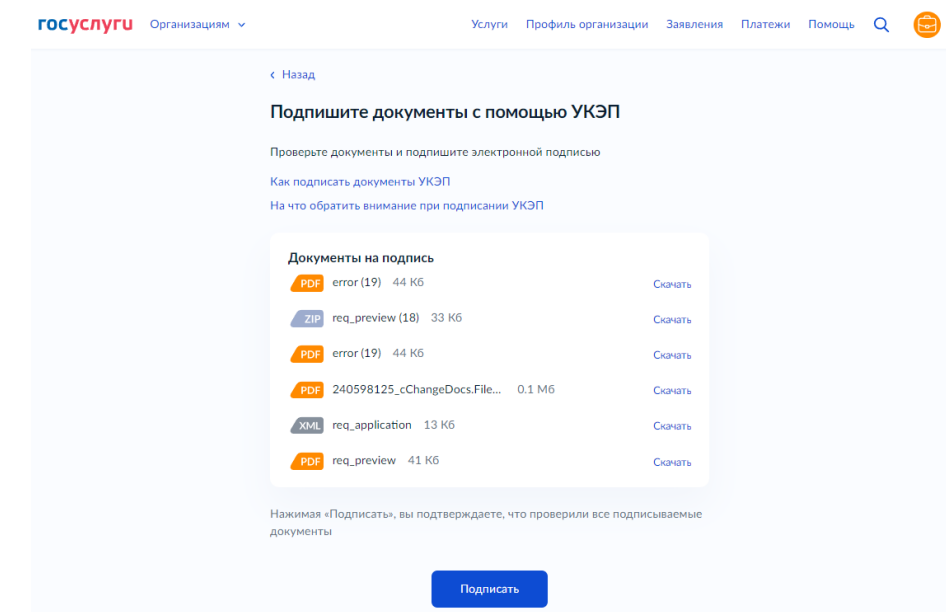 госуслуги Организациям Услуги Профиль организации Заявления Платежи Помощь
Назад
Подпишите документы с помощью УКЭП
Проверьте документы и подпишите электронной подписью
Как подписать документы УКЭП
На что обратить внимание при подписании УКЭП
Документы на подпись
PDF error (19) 44 Кб Скачать
ZIP req_preview (18) 33 Кб Скачать
PDF error (19) 44 Кб Скачать
PDF 240598125_cChangeDocs.File... 0.1 Мб Скачать
XML req_application 13 Кб Скачать
PDF req_preview 41 Кб Скачать
Нажимая «Подписать», вы подтверждаете, что проверили все подписываемые
документы
Подписать